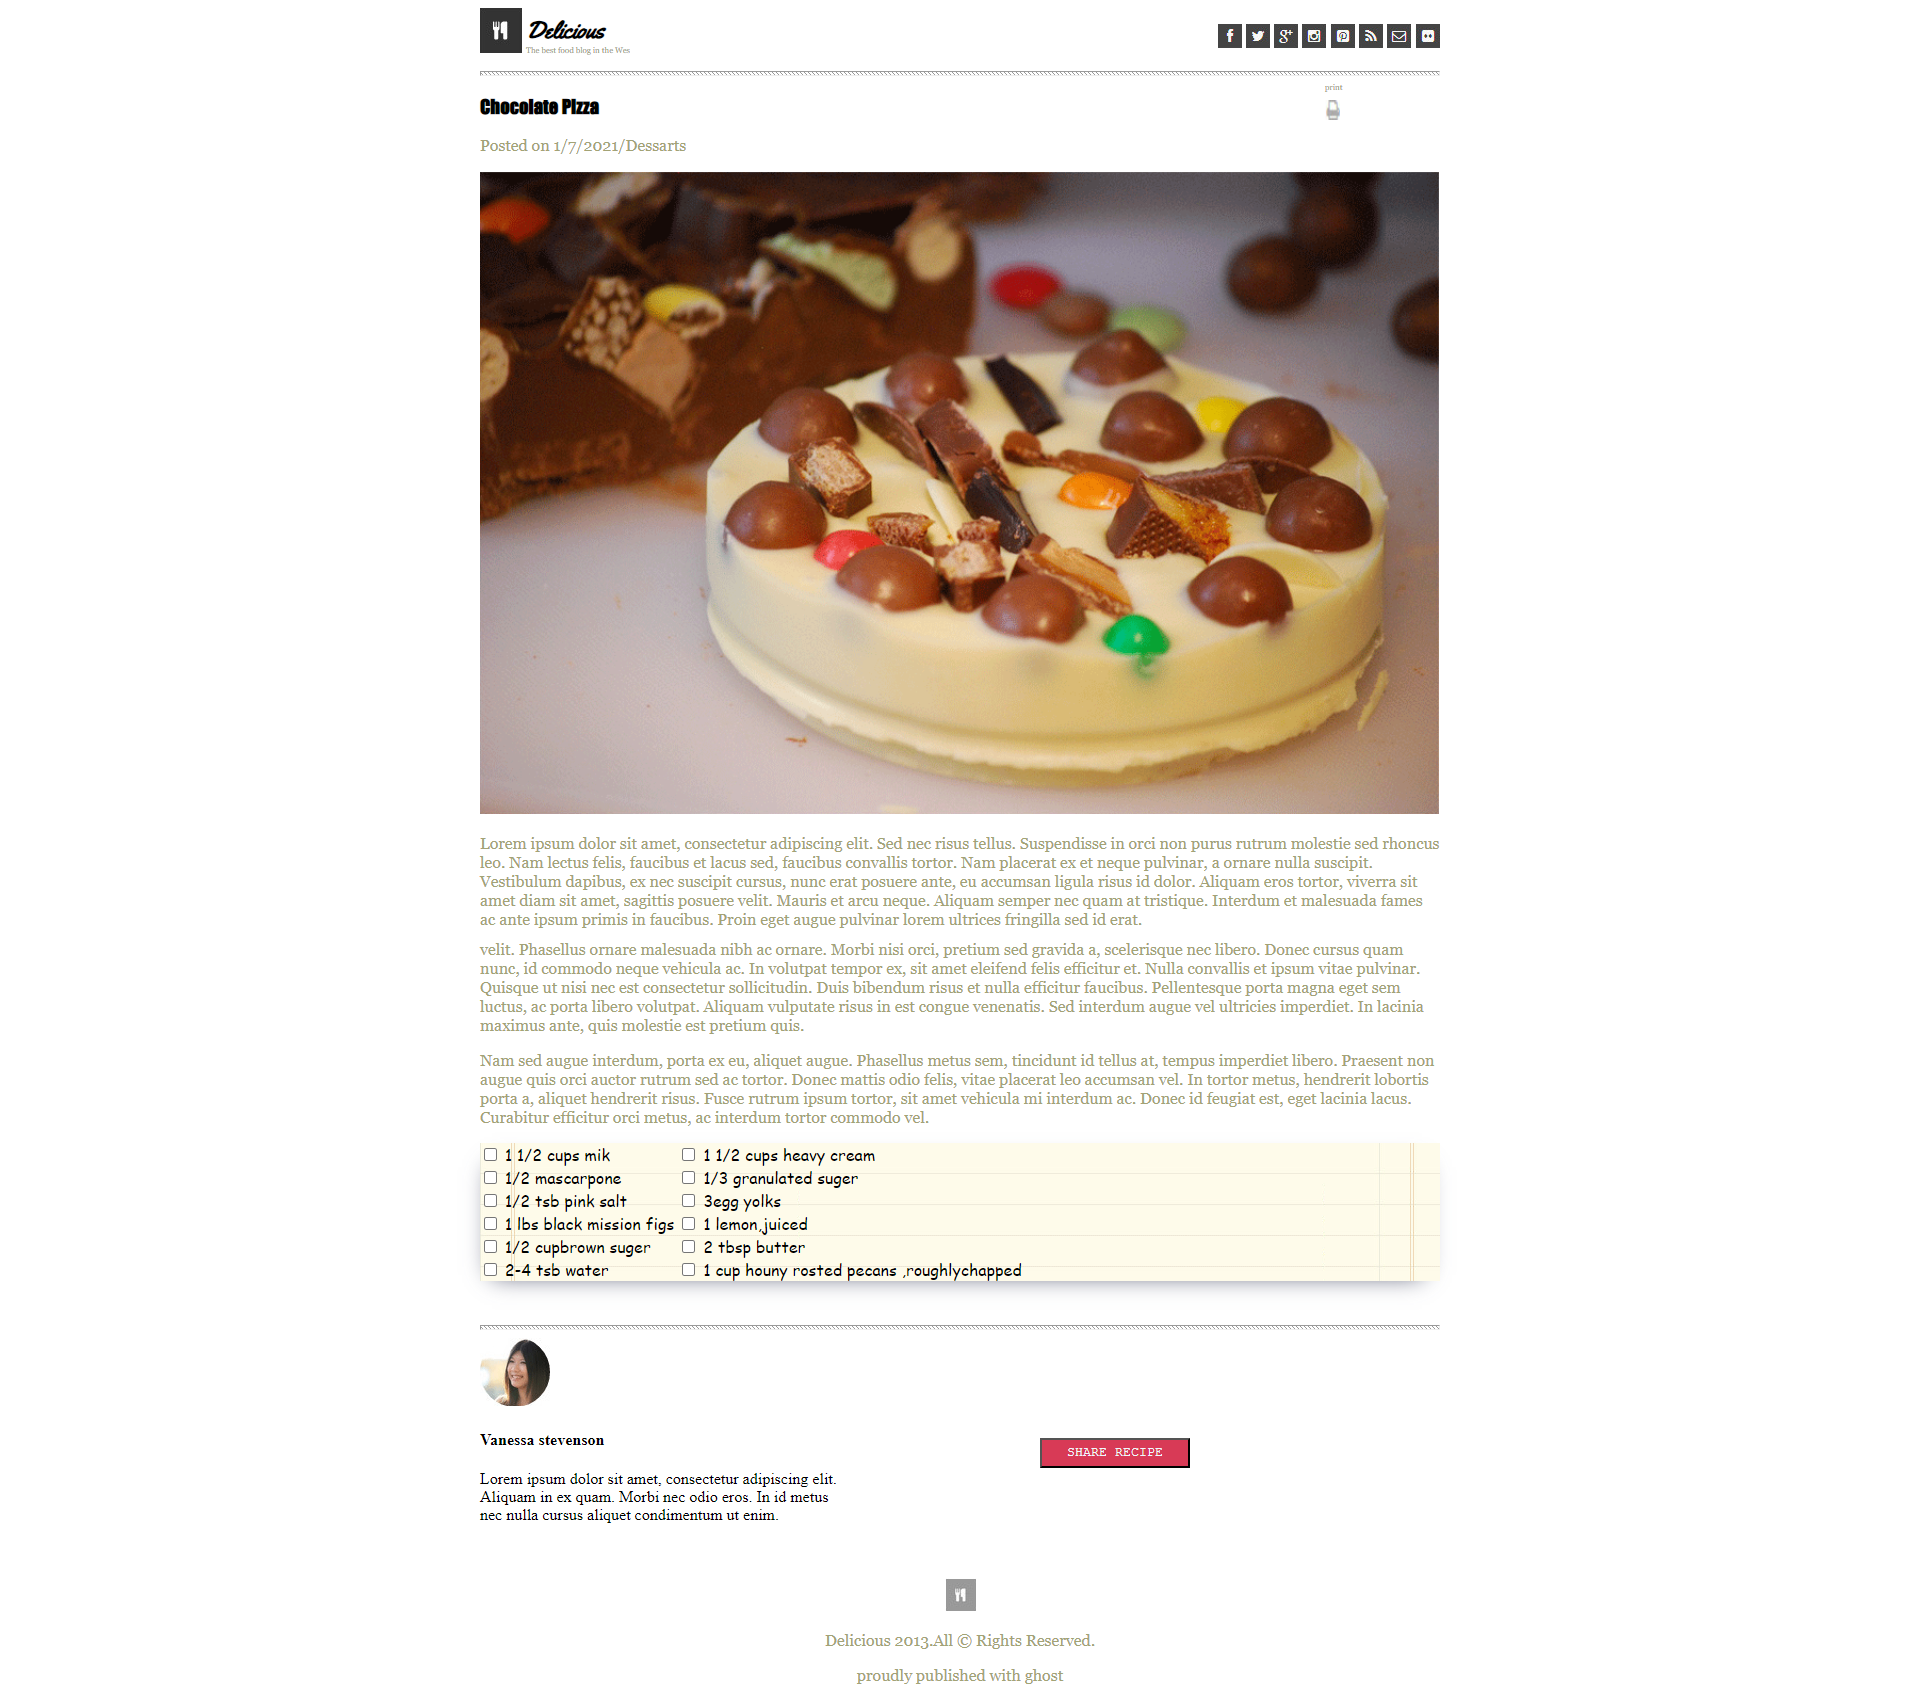 Delicious
The best food blog in the Wes
print
Chocolate Pizza
Posted on 1/7/2021/Dessarts
Lorem ipsum dolor sit amet, consectetur adipiscing elit. Sed nec risus tellus. Suspendisse in orci non purus rutrum molestie sed rhoncus
leo. Nam lectus felis, faucibus et lacus sed, faucibus convallis tortor. Nam placerat ex et neque pulvinar, a ornare nulla suscipit.
Vestibulum dapibus, ex nec suscipit cursus, nunc erat posuere ante, eu accumsan ligula risus id dolor. Aliquam eros tortor, viverra sit
amet diam sit amet, sagittis posuere velit. Mauris et arcu neque. Aliquam semper nec quam at tristique. Interdum et malesuada fames
ac ante ipsum primis in faucibus. Proin eget augue pulvinar lorem ultrices fringilla sed id erat.
velit. Phasellus ornare malesuada nibh ac ornare. Morbi nisi orci, pretium sed gravida a, scelerisque nec libero. Donec cursus quam
nunc, id commodo neque vehicula ac. In volutpat tempor ex, sit amet eleifend felis efficitur et. Nulla convallis et ipsum vitae pulvinar.
Quisque ut nisi nec est consectetur sollicitudin. Duis bibendum risus et nulla efficitur faucibus. Pellentesque porta magna eget sem
luctus, ac porta libero volutpat. Aliquam vulputate risus in est congue venenatis. Sed interdum augue vel ultricies imperdiet. In lacinia
maximus ante, quis molestie est pretium quis.
Nam sed augue interdum, porta ex eu, aliquet augue. Phasellus metus sem, tincidunt id tellus at, tempus imperdiet libero. Praesent non
augue quis orci auctor rutrum sed ac tortor. Donec mattis odio felis, vitae placerat leo accumsan vel. In tortor metus, hendrerit lobortis
porta a, aliquet hendrerit risus. Fusce rutrum ipsum tortor, sit amet vehicula mi interdum ac. Donec id feugiat est, eget lacinia lacus.
Curabitur efficitur orci metus, ac interdum tortor commodo vel.
1 1/2 cups mik 1 1/2 cups heavy cream
1/2 mascarpone 1/3 granulated suger
1/2 tsb pink salt 3egg yolks
1 lbs black mission figs 1 lemon,juiced
1/2 cupbrown suger 2 tbsp butter
2-4 tsb water 1 cup houny rosted pecans ,roughlychapped
Vanessa stevenson
SHARE RECIPE
Lorem ipsum dolor sit amet, consectetur adipiscing elit.
Aliquam in ex quam. Morbi nec odio eros. In id metus
nec nulla cursus aliquet condimentum ut enim.
Delicious 2013.All © Rights Reserved.
proudly published with ghost